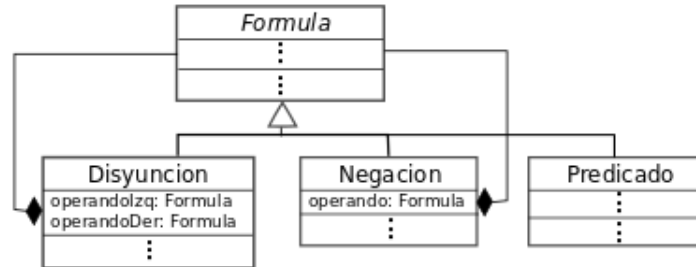 Formula
Disyuncion
operandoIzq: Formula
operandoDer: Formula
Negacion
operando: Formula
Predicado